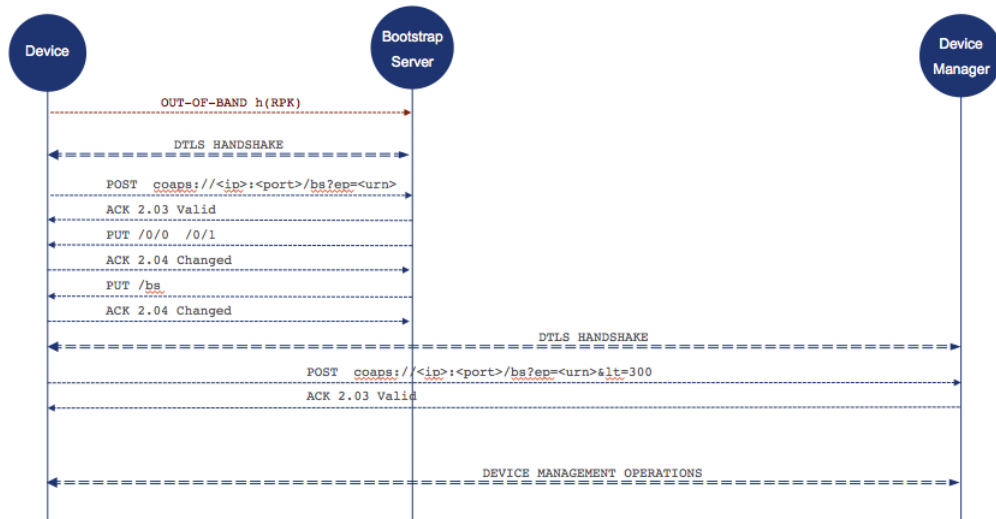 Device
Bootstrap
Server
Device
Manager
OUT-OF-BAND h(RPK)
DTLS HANDSHAKE
POST coaps://<ip>:<port>/bs?ep=<urn>
ACK 2.03 Valid
PUT /0/0 /0/1
ACK 2.04 Changed
PUT /bs
ACK 2.04 Changed
DTLS HANDSHAKE
POST coaps://<ip>:<port>/bs?ep=<urn>&lt=300
ACK 2.03 Valid
DEVICE MANAGEMENT OPERATIONS